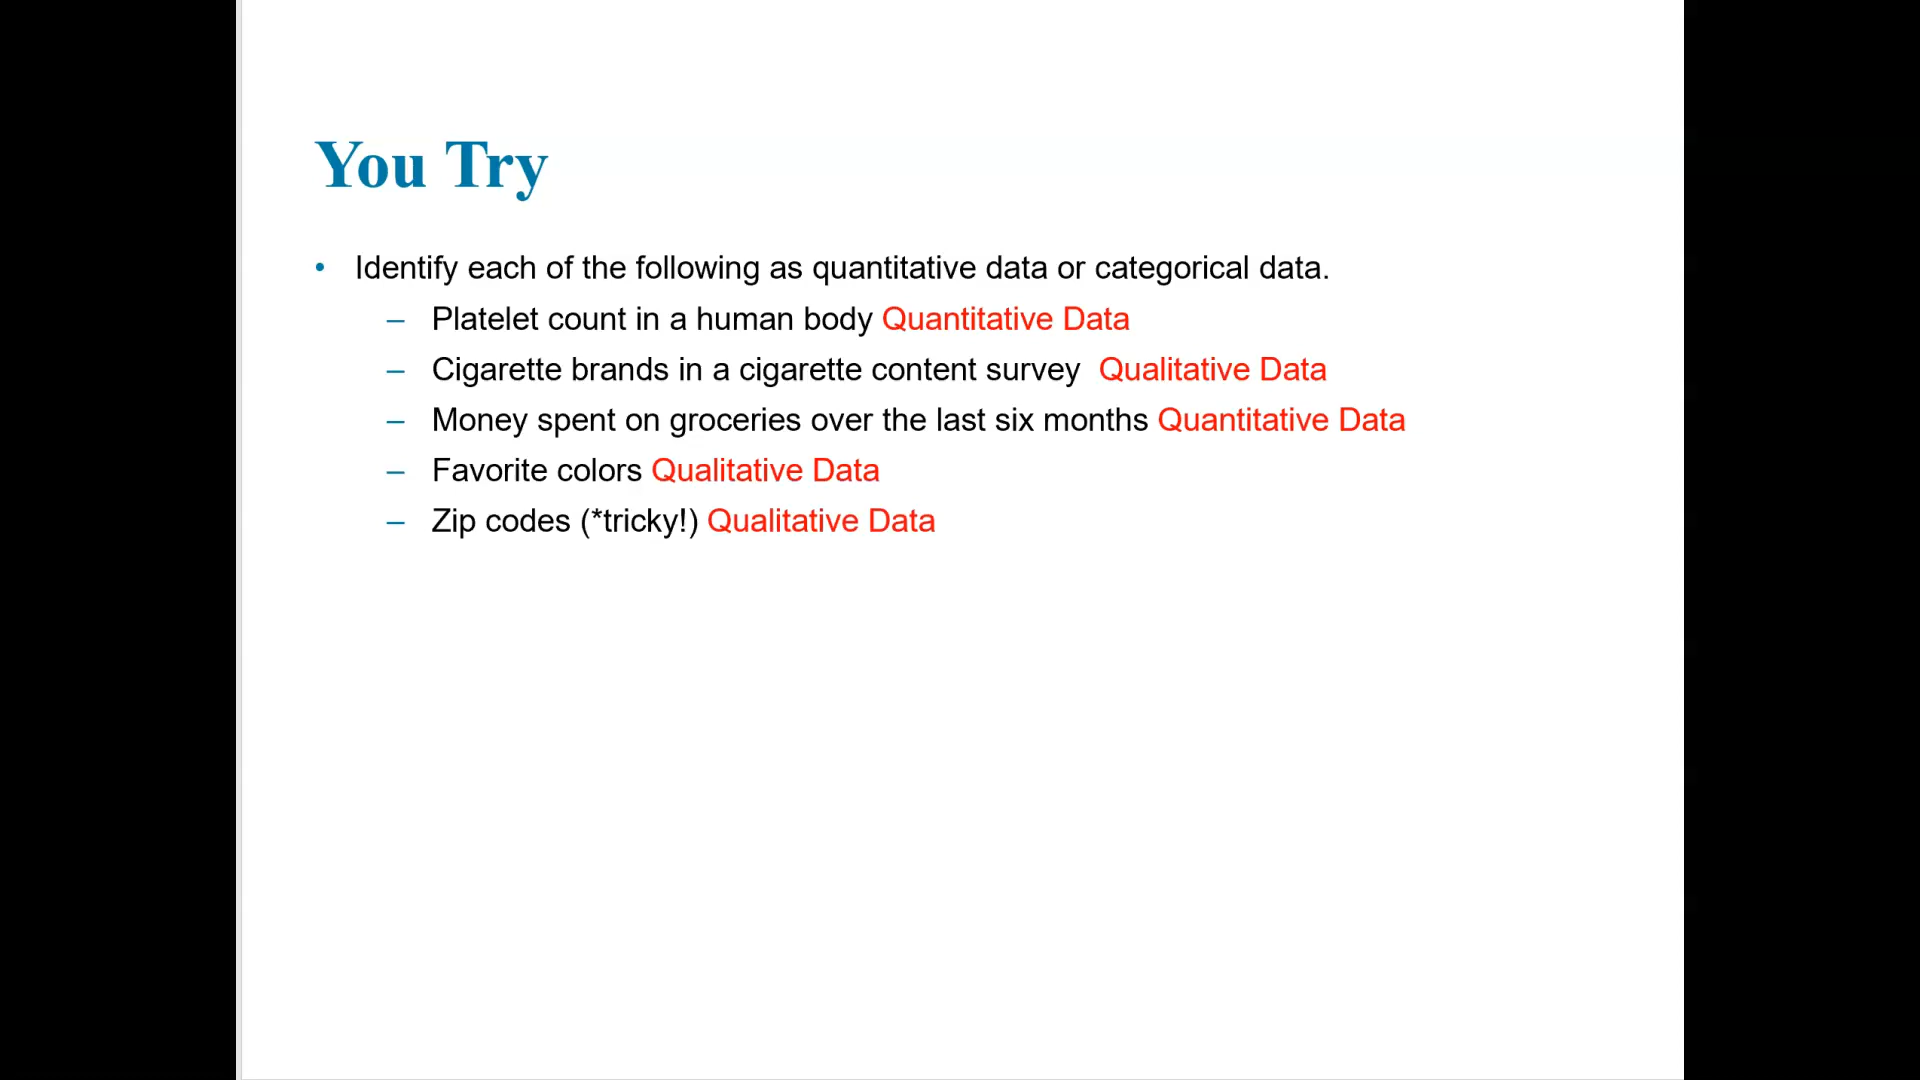 You Try
• Identify each of the following as quantitative data or categorical data.
– Platelet count in a human body Quantitative Data
– Cigarette brands in a cigarette content survey Qualitative Data
– Money spent on groceries over the last six months Quantitative Data
– Favorite colors Qualitative Data
– Zip codes (*tricky!) Qualitative Data